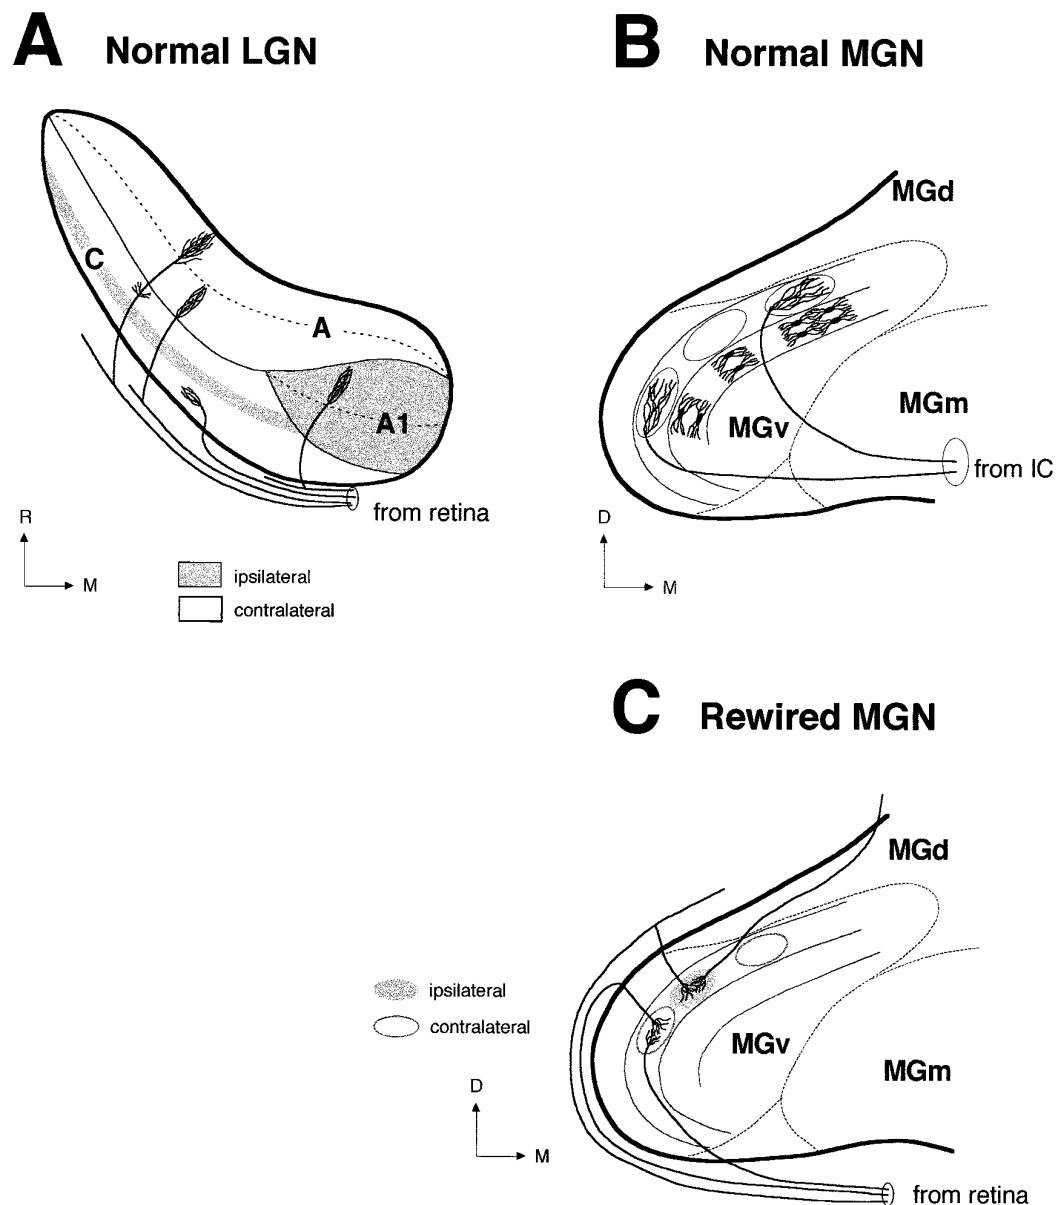 A Normal LGN
B Normal MGN
MGd
C
A
A1
MGm
MGv
from IC
from retina
R
M
D
M
ipsilateral
contralateral
C Rewired MGN
MGd
ipsilateral
contralateral
MGv
MGm
D
M
from retina